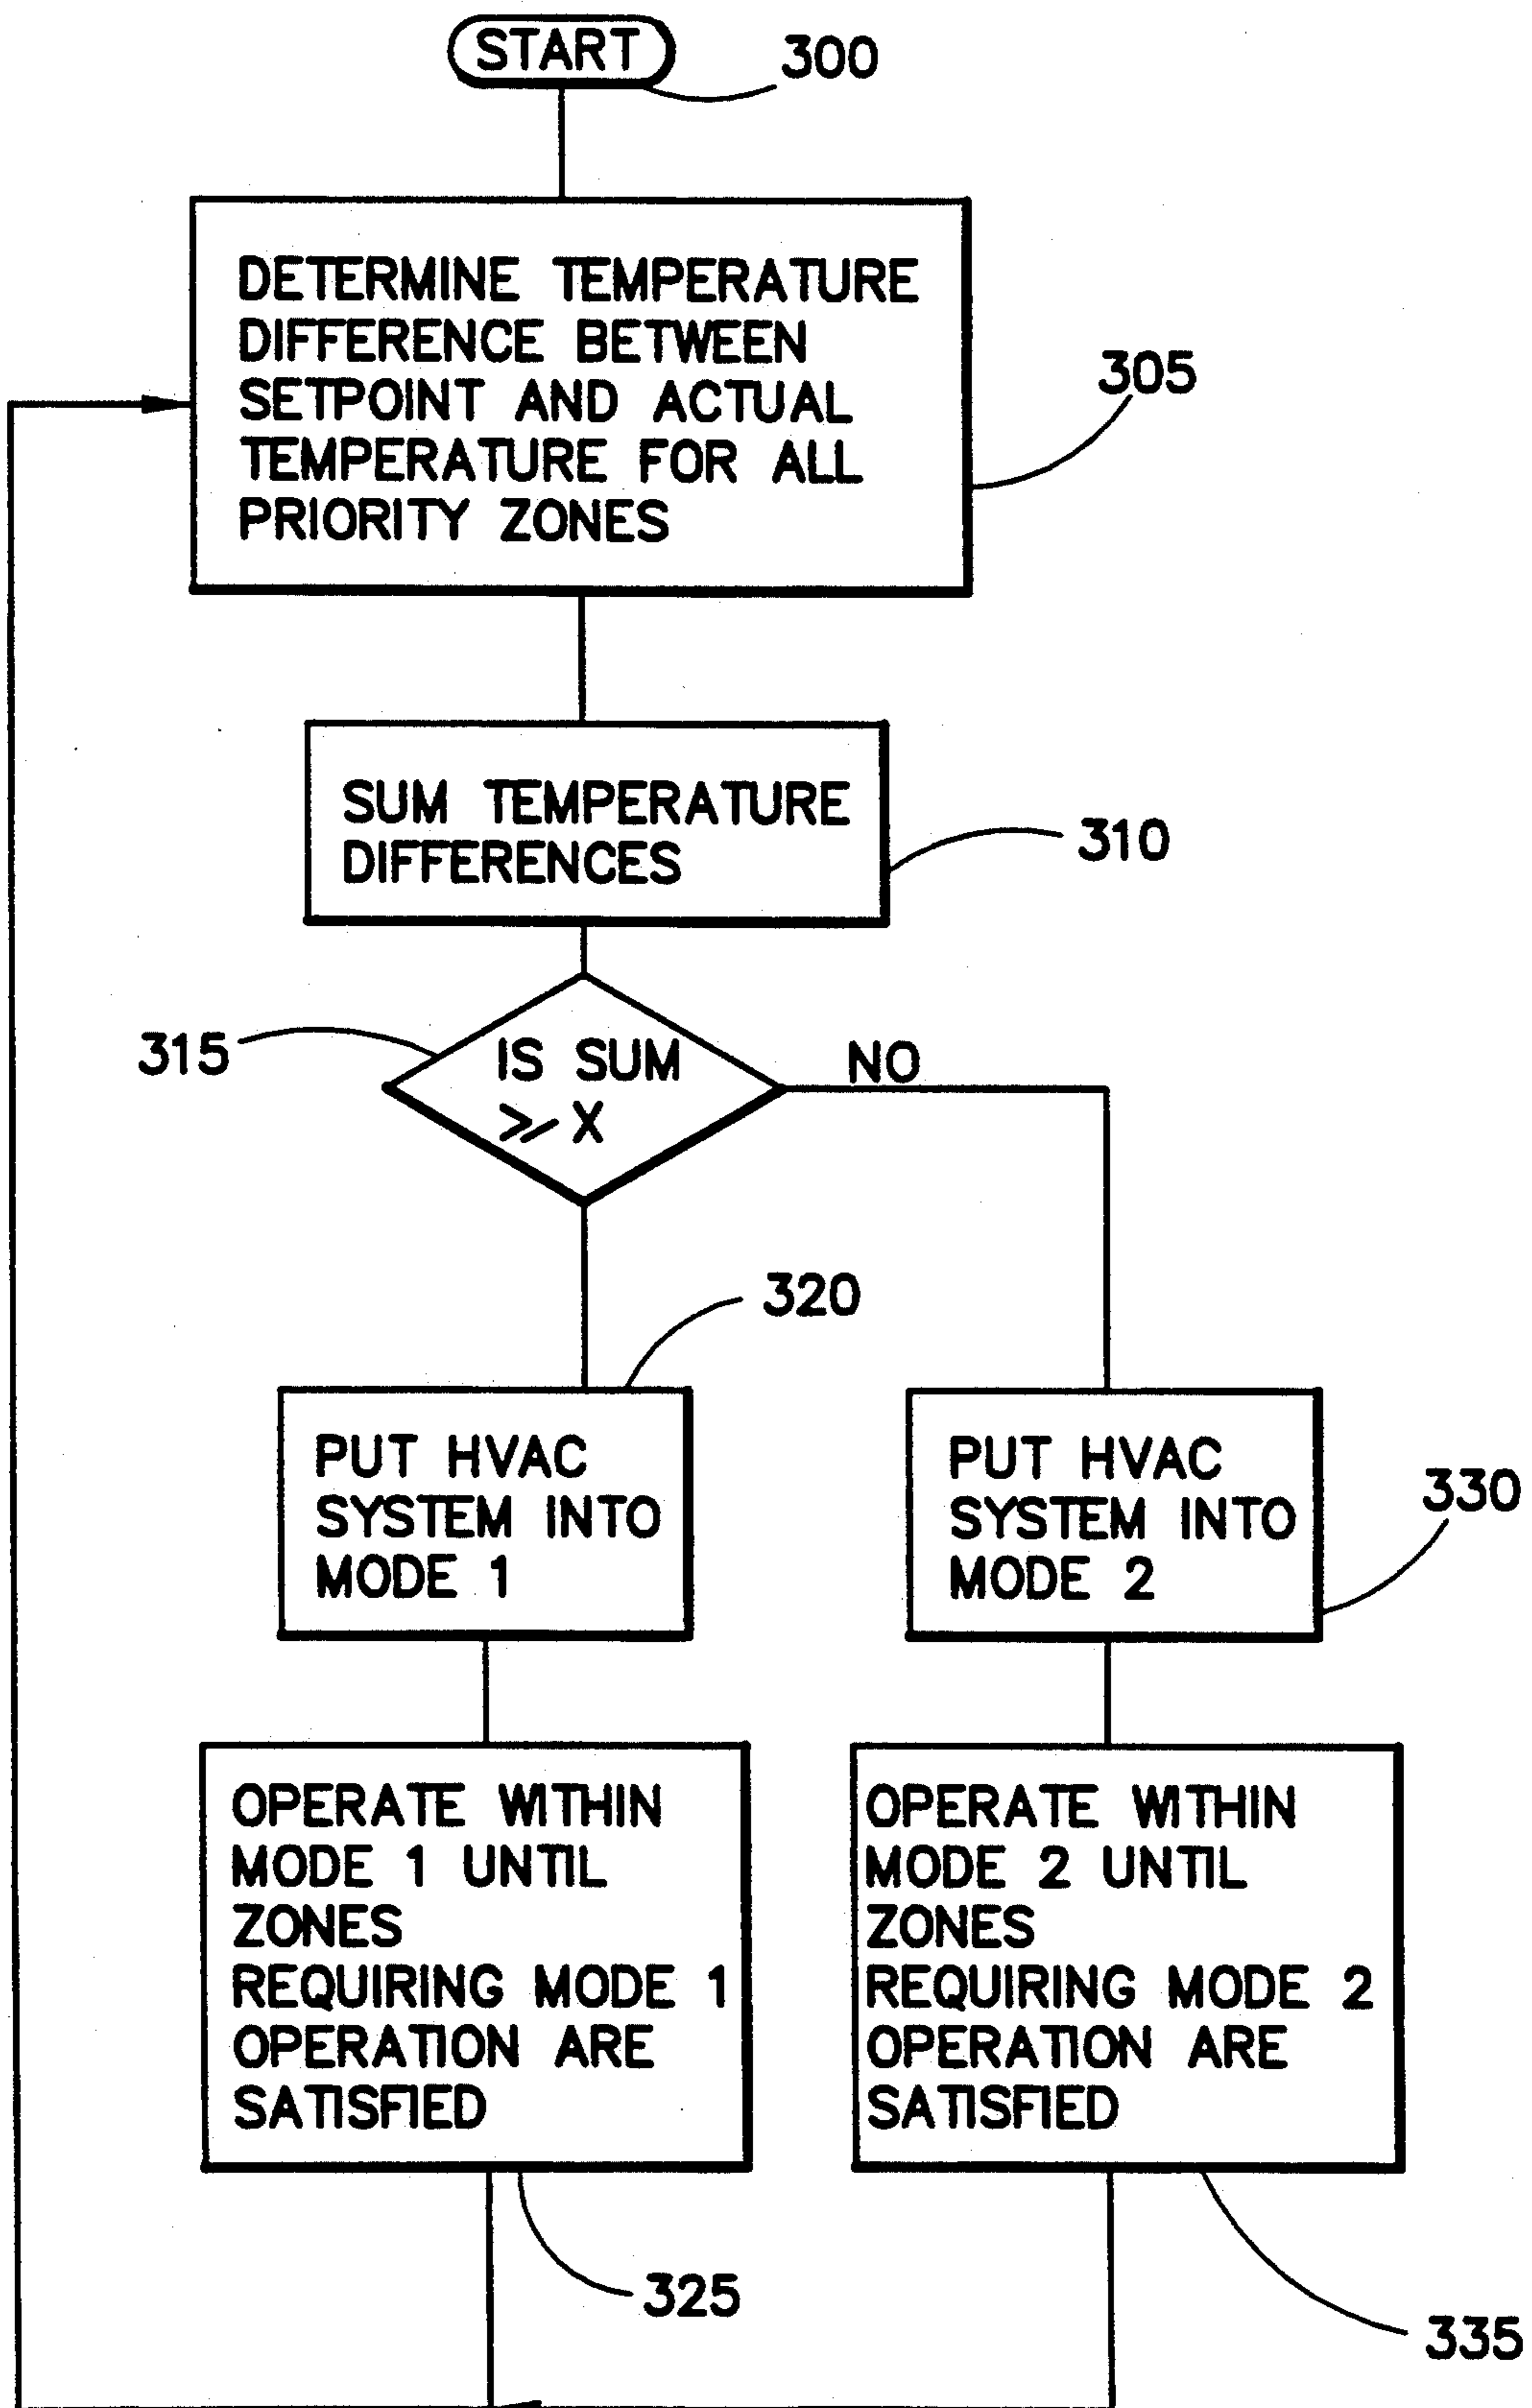 START
300
DETERMINE TEMPERATURE
DIFFERENCE BETWEEN
SETPOINT AND ACTUAL
TEMPERATURE FOR ALL
PRIORITY ZONES
305
SUM TEMPERATURE
DIFFERENCES
310
315
IS SUM
⩾ X
NO
320
PUT HVAC
SYSTEM INTO
MODE 1
PUT HVAC
SYSTEM INTO
MODE 2
330
OPERATE WITHIN
MODE 1 UNTIL
ZONES
REQUIRING MODE 1
OPERATION ARE
SATISFIED
OPERATE WITHIN
MODE 2 UNTIL
ZONES
REQUIRING MODE 2
OPERATION ARE
SATISFIED
325
335